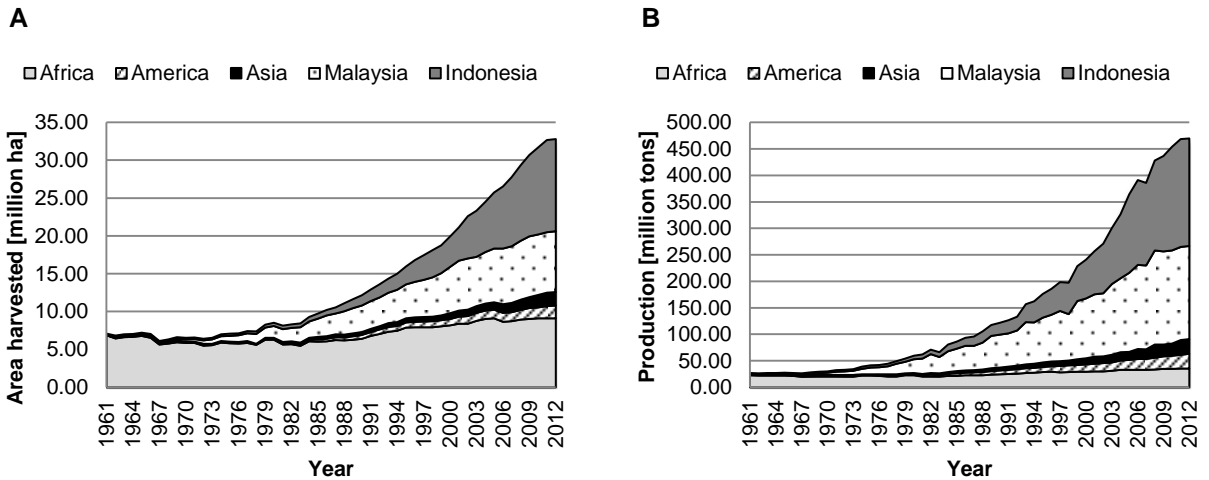 A
B
Africa America Asia Malaysia Indonesia
Africa America Asia Malaysia Indonesia
Area harvested [million ha]
35.00
30.00
25.00
20.00
15.00
10.00
5.00
0.00
1961 1964 1967 1970 1973 1976 1979 1982 1985 1988 1991 1994 1997 2000 2003 2006 2009 2012
Year
Production [million tons]
500.00
450.00
400.00
350.00
300.00
250.00
200.00
150.00
100.00
50.00
0.00
1961 1964 1967 1970 1973 1976 1979 1982 1985 1988 1991 1994 1997 2000 2003 2006 2009 2012
Year